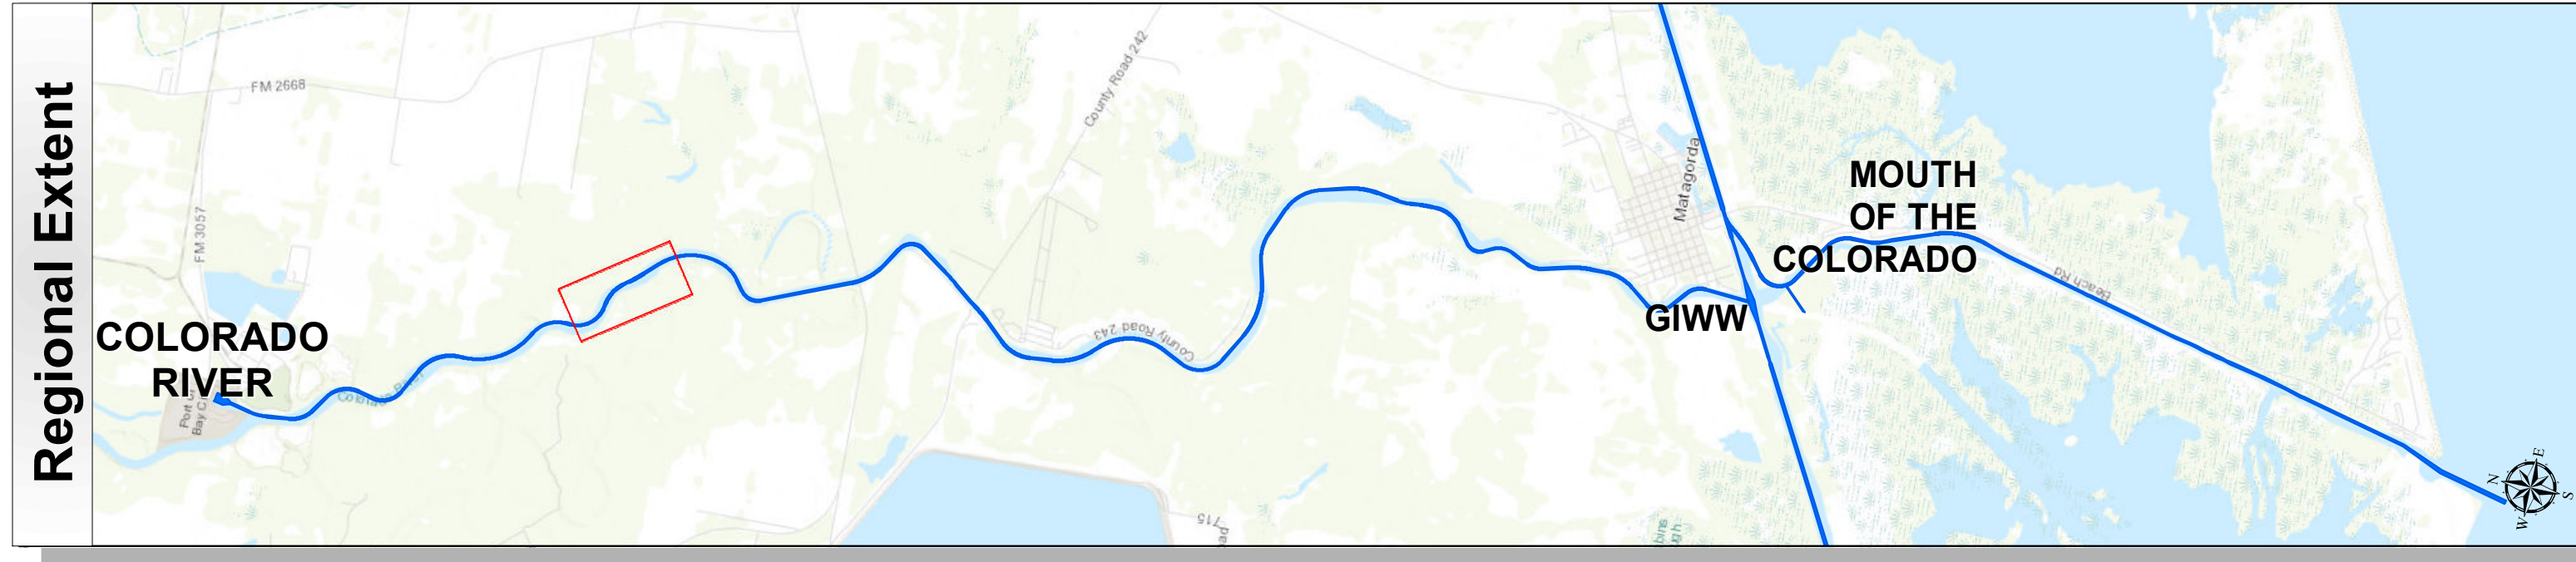 Regional Extent
FM 2668
FM 3057
COLORADO
RIVER
County Road 242
County Road 243
Matagorda
GIWW
MOUTH
OF THE
COLORADO
Beach Rd
715
N
E
S
W